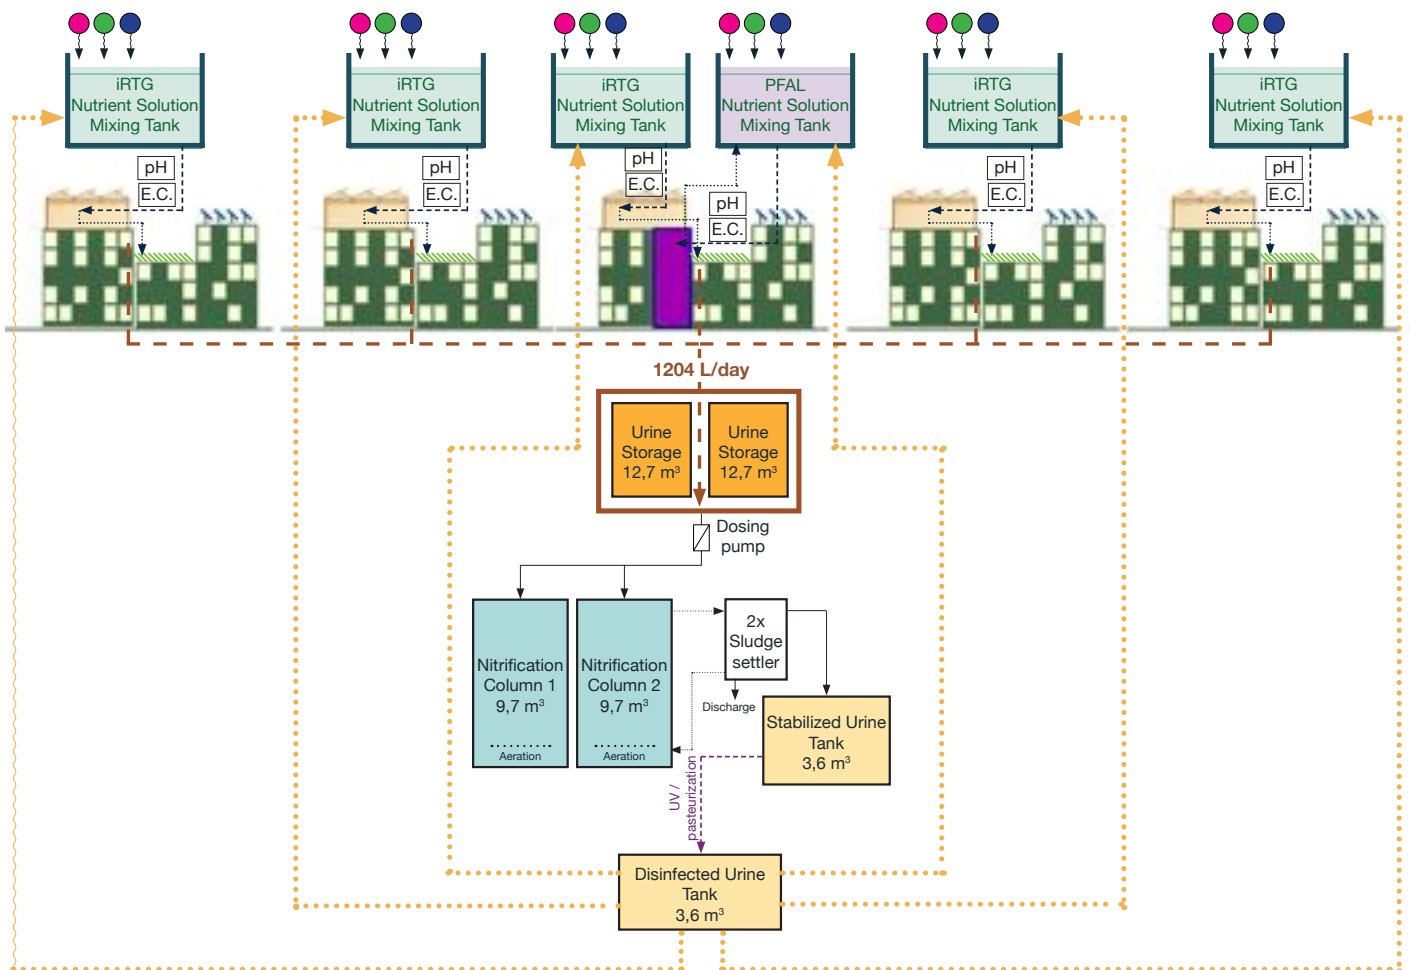 iRTG
Nutrient Solution
Mixing Tank
iRTG
Nutrient Solution
Mixing Tank
iRTG
Nutrient Solution
Mixing Tank
PFAL
Nutrient Solution
Mixing Tank
iRTG
Nutrient Solution
Mixing Tank
iRTG
Nutrient Solution
Mixing Tank
pH
E.C.
pH
E.C.
pH
E.C.
pH
E.C.
pH
E.C.
pH
E.C.
1204 L/day
Urine
Storage
12,7 m³
Urine
Storage
12,7 m³
Dosing
pump
Nitrification
Column 1
9,7 m³
Aeration
Nitrification
Column 2
9,7 m³
Aeration
2x
Sludge
settler
Discharge
Stabilized Urine
Tank
3,6 m³
UV /
pasteurization
Disinfected Urine
Tank
3,6 m³